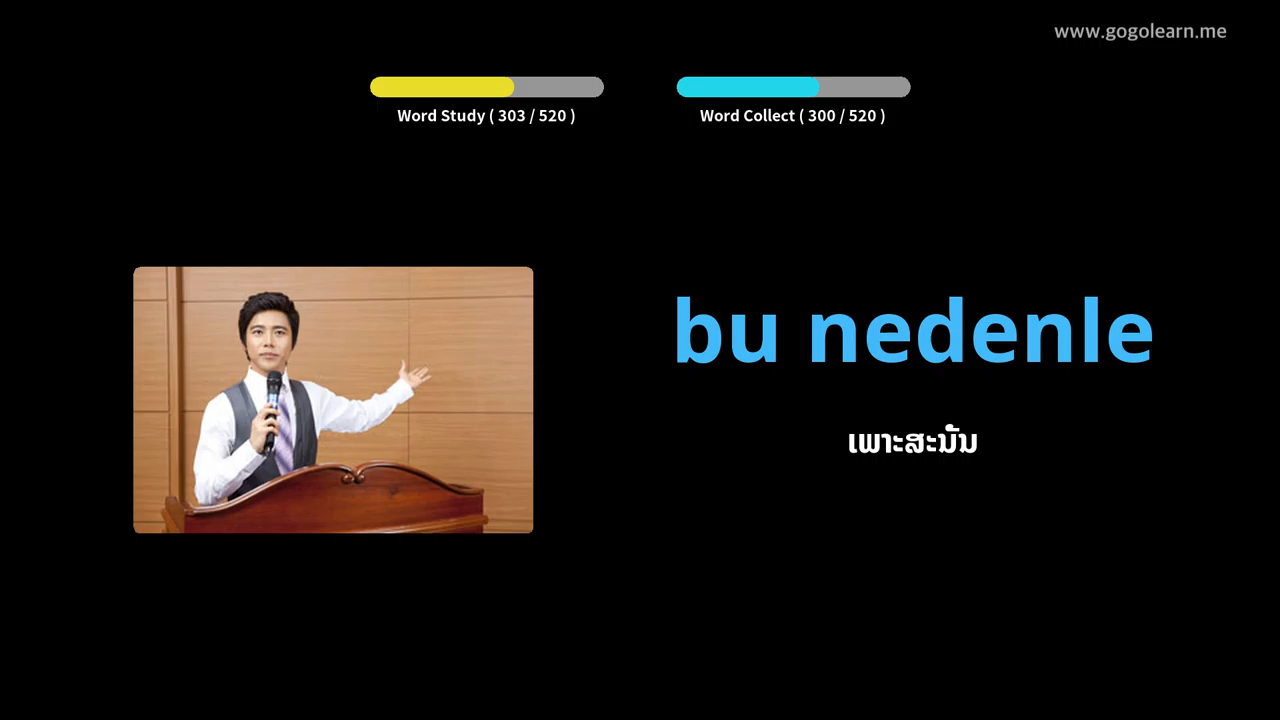 www.gogolearn.me
Word Study ( 303 / 520 )
Word Collect ( 300 / 520 )
bu nedenle
ເພາະສະນັ້ນ